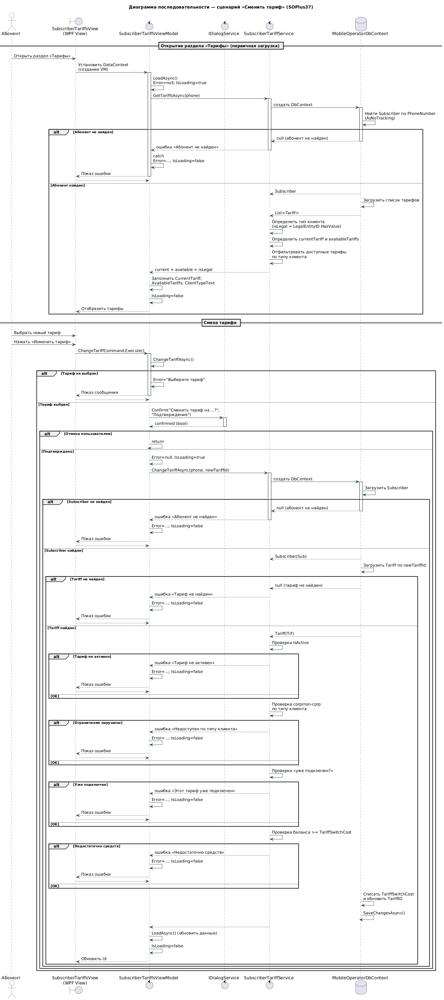 Диаграмма последовательности — сценарий «Сменить тариф» (SOPlus37)
Абонент
SubscriberTariffsView
(WPF View)
SubscriberTariffsViewModel
IDialogService
SubscriberTariffService
MobileOperatorDbContext
Открытие раздела «Тарифы» (первичная загрузка)
Открыть раздел «Тарифы»
Установить DataContext
(создание VM)
LoadAsync()
Error=null; IsLoading=true
GetTariffsAsync(phone)
создать DbContext
Найти Subscriber по PhoneNumber
(AsNoTracking)
alt
[Абонент не найден]
null (абонент не найден)
ошибка «Абонент не найден»
catch
Error=...; IsLoading=false
Показ ошибки
[Абонент найден]
Subscriber
Загрузить список тарифов
List<Tariff>
Определить тип клиента
(isLegal = LegalEntityID.HasValue)
Определить currentTariff и availableTariffs
Отфильтровать доступные тарифы
по типу клиента
current + available + isLegal
Заполнить CurrentTariff,
AvailableTariffs, ClientTypeText
IsLoading=false
Отобразить тарифы
Смена тарифа
Выбрать новый тариф
Нажать «Изменить тариф»
ChangeTariffCommand.Execute()
ChangeTariffAsync()
alt
[Тариф не выбран]
Error="Выберите тариф"
Показ сообщения
[Тариф выбран]
Confirm("Сменить тариф на ...?",
"Подтверждение")
confirmed (bool)
alt
[Отмена пользователем]
return
[Подтверждено]
Error=null; IsLoading=true
ChangeTariffAsync(phone, newTariffId)
создать DbContext
Загрузить Subscriber
alt
[Subscriber не найден]
null (абонент не найден)
ошибка «Абонент не найден»
Error=...; IsLoading=false
Показ ошибки
[Subscriber найден]
Subscriber(Sub)
Загрузить Tariff по newTariffId
alt
[Tariff не найден]
null (тариф не найден)
ошибка «Тариф не найден»
Error=...; IsLoading=false
Показ ошибки
[Tariff найден]
Tariff(Trf)
Проверка IsActive
alt
[Тариф не активен]
ошибка «Тариф не активен»
Error=...; IsLoading=false
Показ ошибки
[OK]
Проверка corp/non-corp
по типу клиента
alt
[Ограничение нарушено]
ошибка «Недоступен по типу клиента»
Error=...; IsLoading=false
Показ ошибки
[OK]
Проверка «уже подключен?»
alt
[Уже подключен]
ошибка «Этот тариф уже подключен»
Error=...; IsLoading=false
Показ ошибки
[OK]
Проверка баланса >= TariffSwitchCost
alt
[Недостаточно средств]
ошибка «Недостаточно средств»
Error=...; IsLoading=false
Показ ошибки
[OK]
Списать TariffSwitchCost
и обновить TariffID
SaveChangesAsync()
LoadAsync() (обновить данные)
IsLoading=false
Обновить UI
Абонент
SubscriberTariffsView
(WPF View)
SubscriberTariffsViewModel
IDialogService
SubscriberTariffService
MobileOperatorDbContext